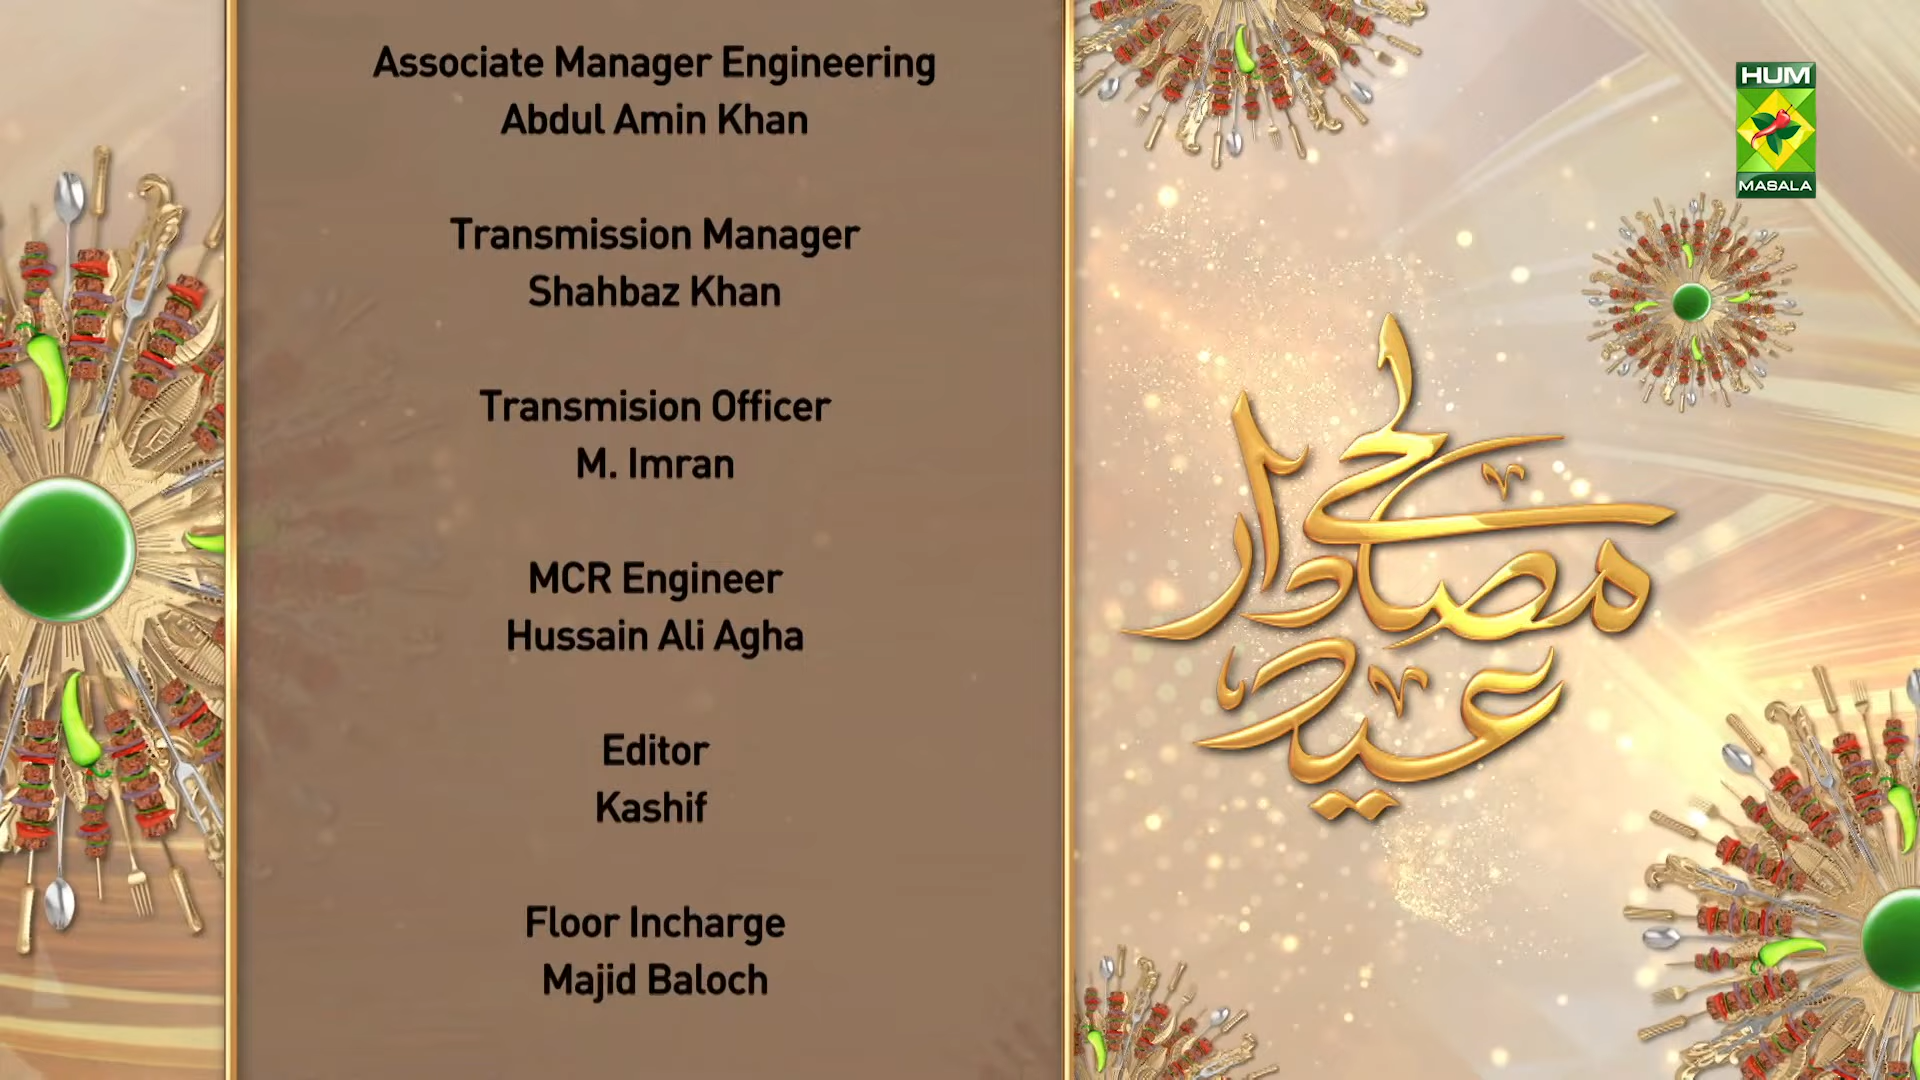 Associate Manager Engineering
Abdul Amin Khan
Transmission Manager
Shahbaz Khan
Transmision Officer
M. Imran
MCR Engineer
Hussain Ali Agha
Editor
Kashif
Floor Incharge
Majid Baloch
HUM
MASALA
مصالحے دار
عید